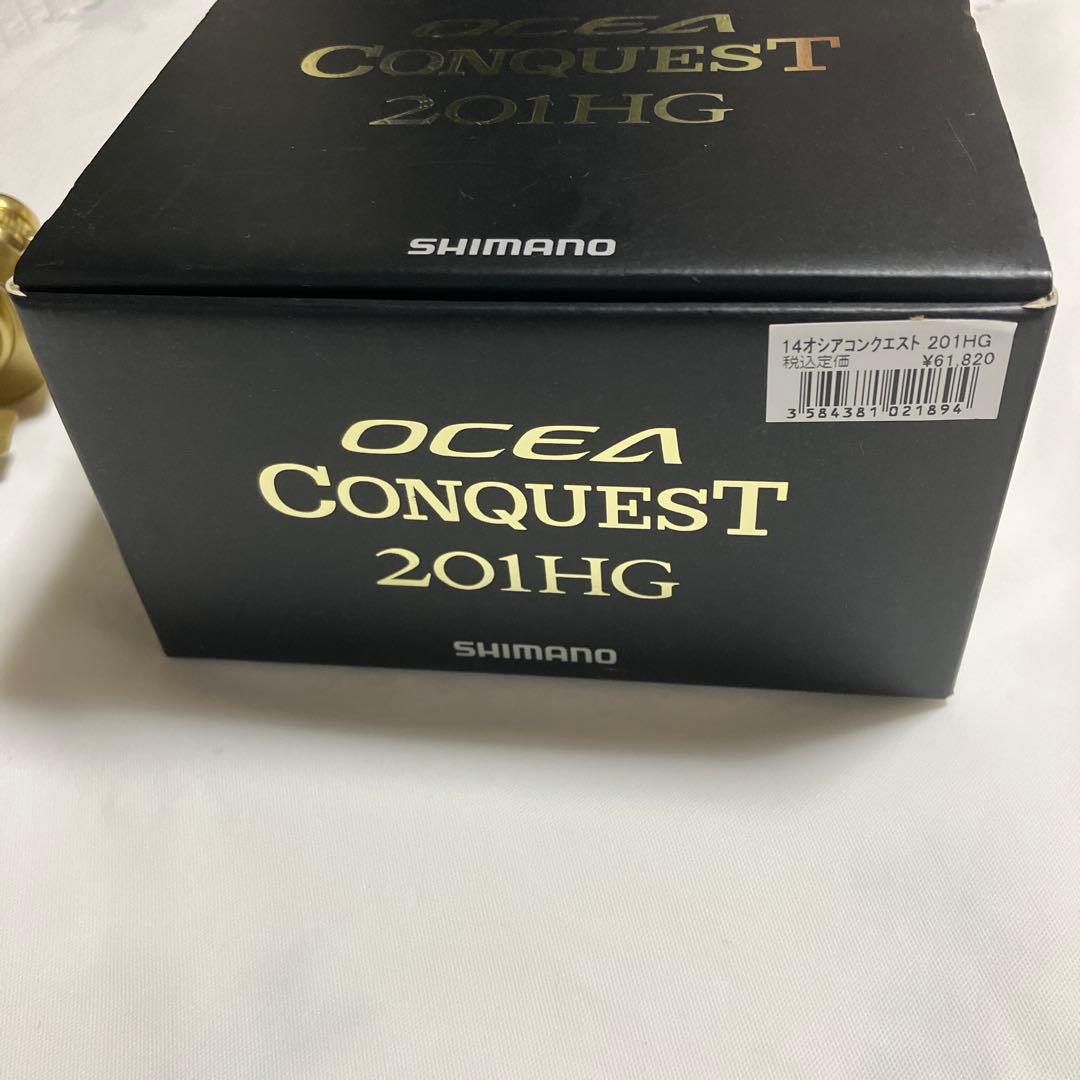 OCEA
CONQUEST
201HG
SHIMANO
14オシアコンクエスト 201HG
税込定価 ¥61,820
3 584381 021894
OCEA
CONQUEST
201HG
SHIMANO